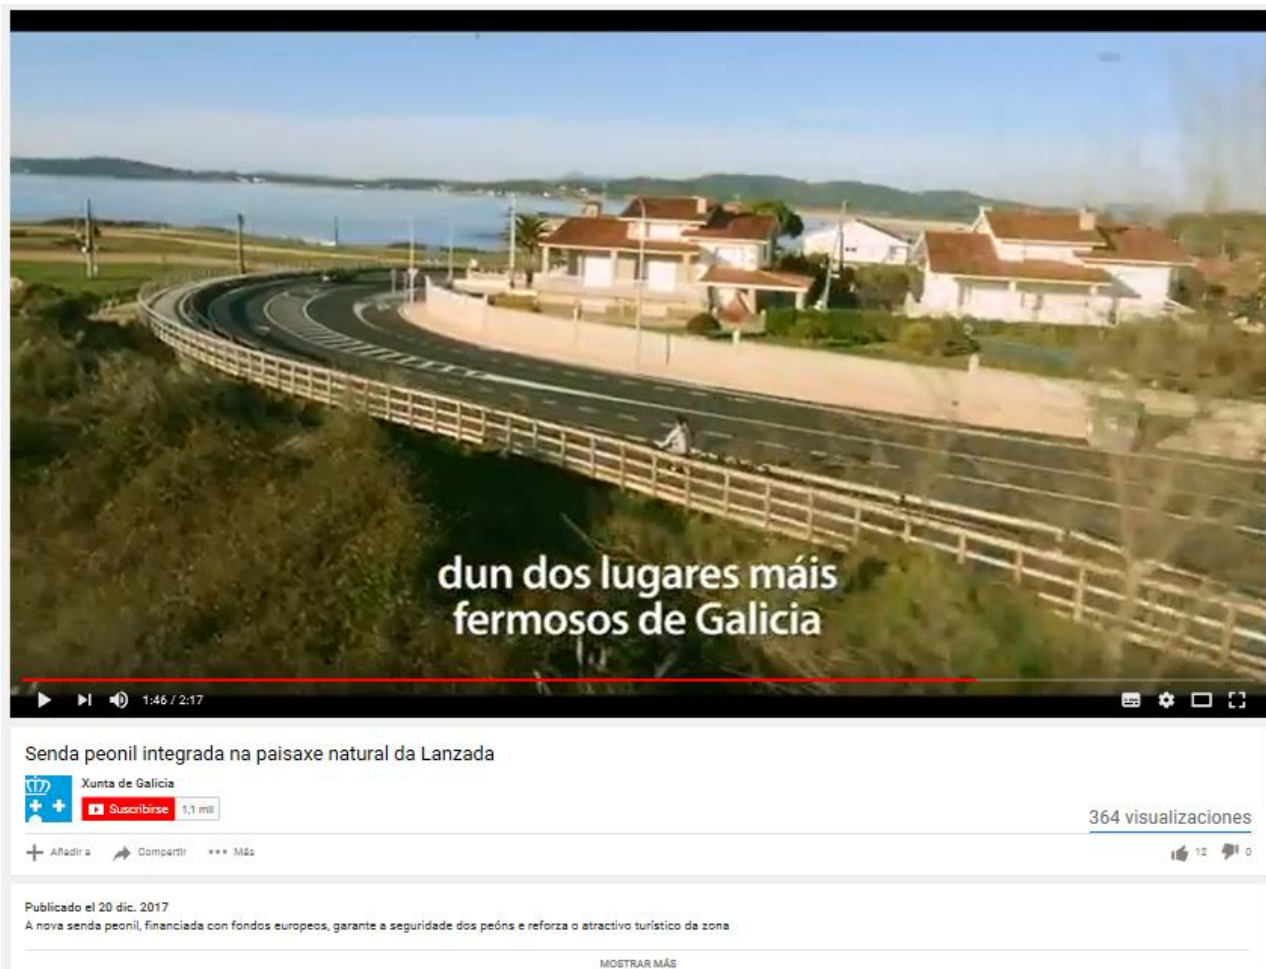 dun dos lugares máis
fermosos de Galicia
1:46 / 2:17
Senda peonil integrada na paisaxe natural da Lanzada
Xunta de Galicia
Suscribirse 1,1 mil
364 visualizaciones
Añadir a Compartir Más
12 0
Publicado el 20 dic. 2017
A nova senda peonil, financiada con fondos europeos, garante a seguridade dos peóns e reforza o atractivo turístico da zona
MOSTRAR MÁS